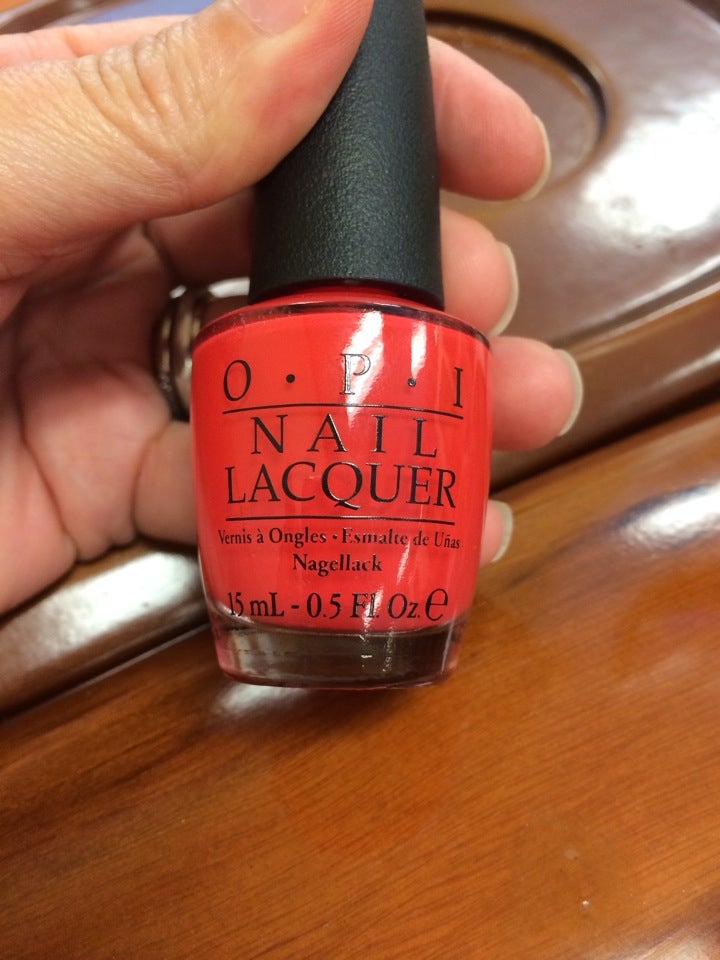 O · P · I
NAIL
LACQUER
Vernis à Ongles · Esmalte de Uñas
Nagellack
15 mL - 0.5 Fl. Oz. ℮